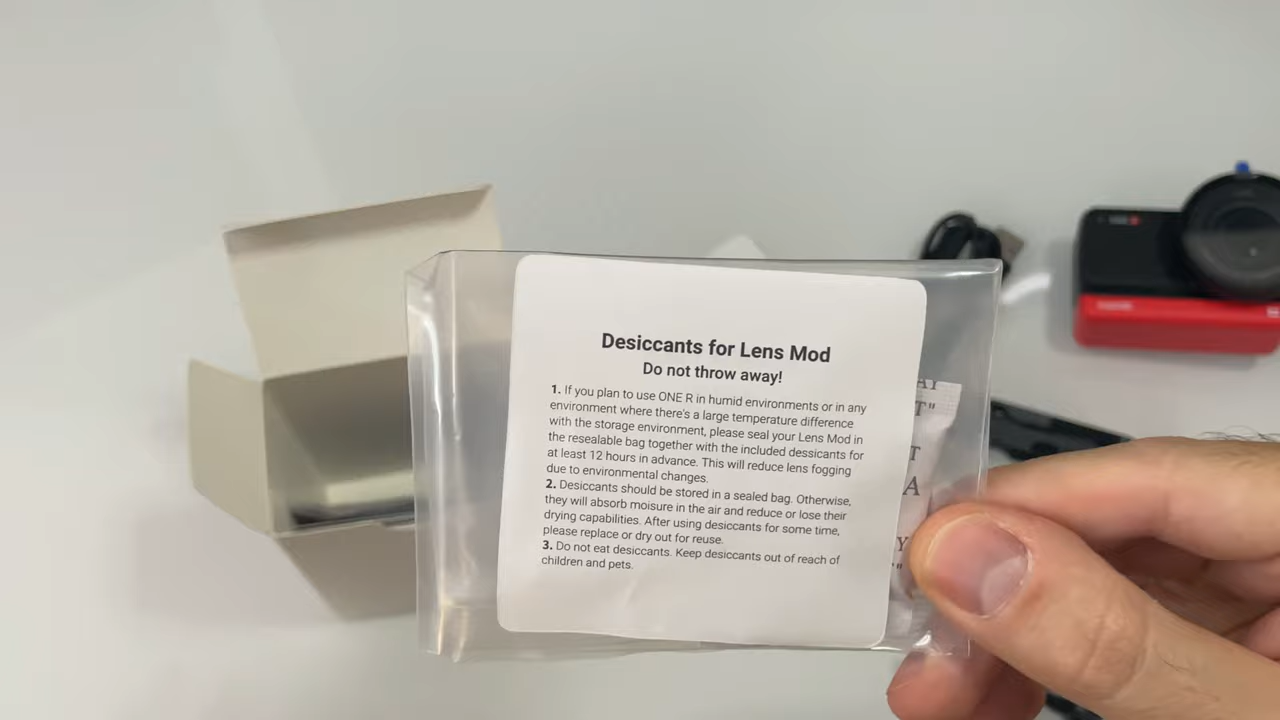 Desiccants for Lens Mod
Do not throw away!
1. If you plan to use ONE R in humid environments or in any
environment where there's a large temperature difference
with the storage environment, please seal your Lens Mod in
the resealable bag together with the included dessicants for
at least 12 hours in advance. This will reduce lens fogging
due to environmental changes.
2. Desiccants should be stored in a sealed bag. Otherwise,
they will absorb moisure in the air and reduce or lose their
drying capabilities. After using desiccants for some time,
please replace or dry out for reuse.
3. Do not eat desiccants. Keep desiccants out of reach of
children and pets.
T"
T
A
Y
"